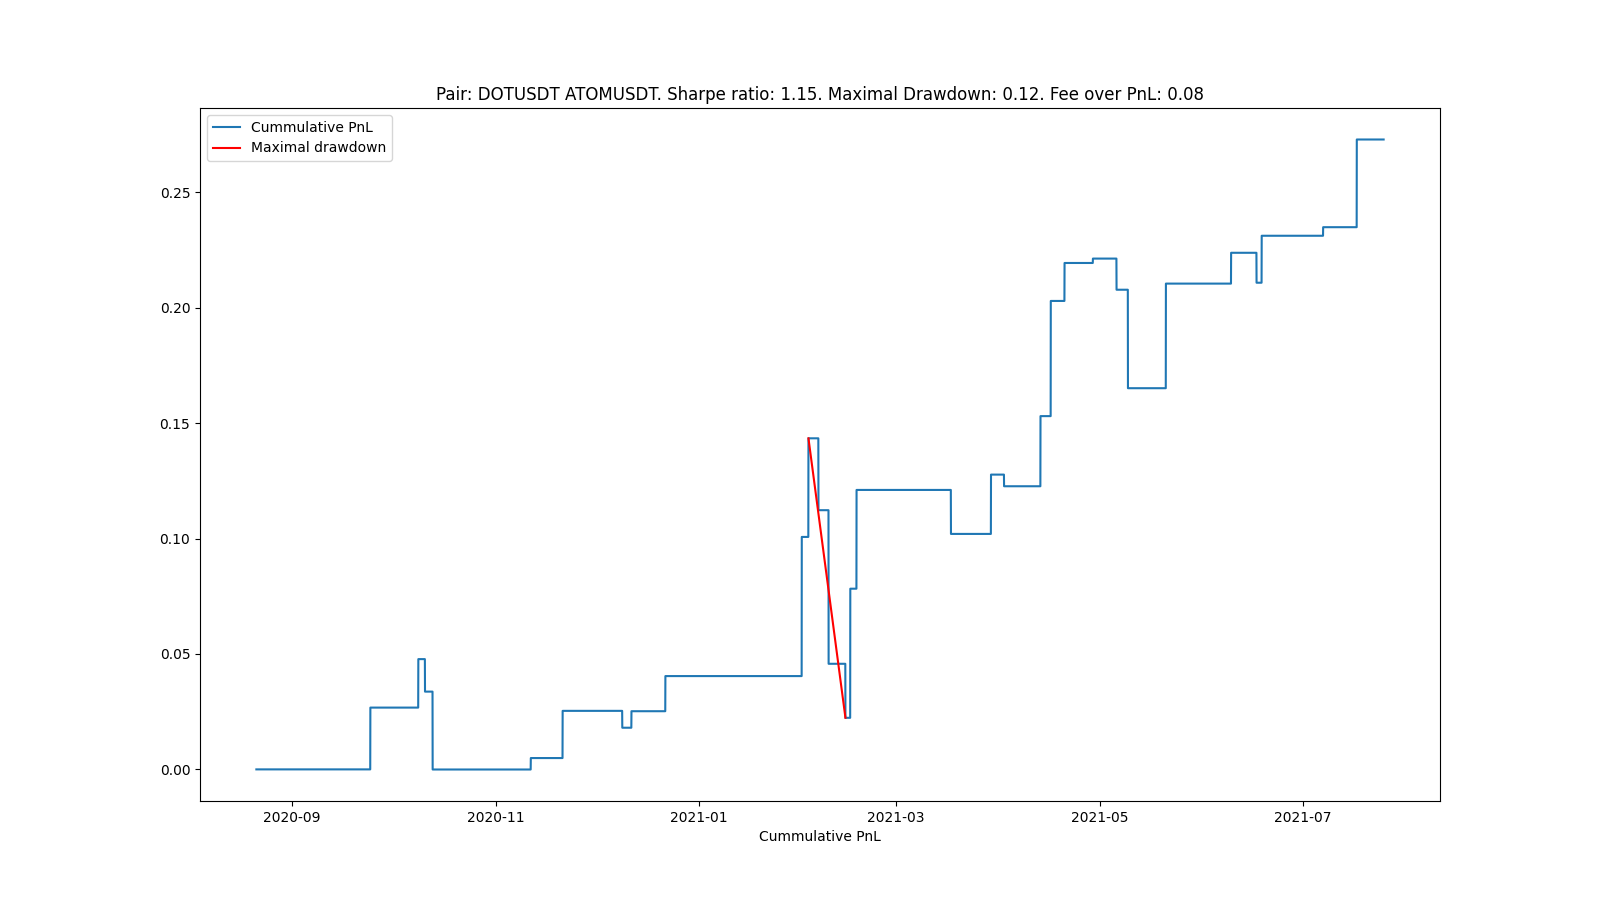 Pair: DOTUSDT ATOMUSDT. Sharpe ratio: 1.15. Maximal Drawdown: 0.12. Fee over PnL: 0.08
Cummulative PnL
Maximal drawdown
0.25
0.20
0.15
0.10
0.05
0.00
2020-09 2020-11 2021-01 2021-03 2021-05 2021-07
Cummulative PnL